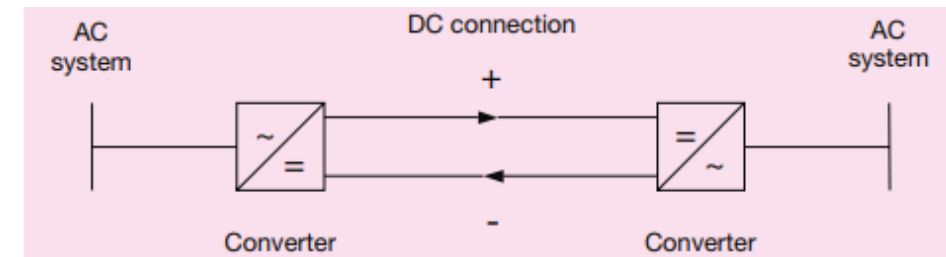 AC
system
DC connection
AC
system
+
~
=
=
~
-
Converter
Converter